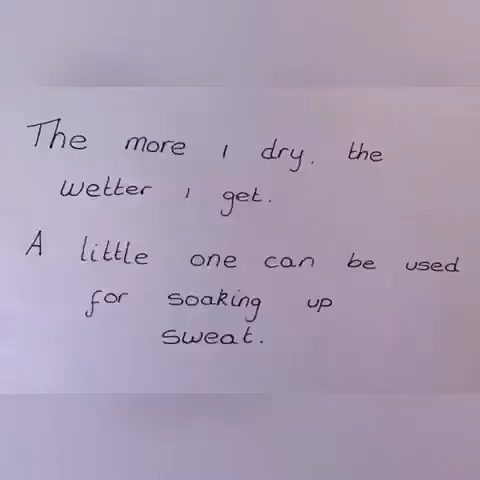 The more I dry, the
wetter I get.
A little one can be used
for soaking up
sweat.